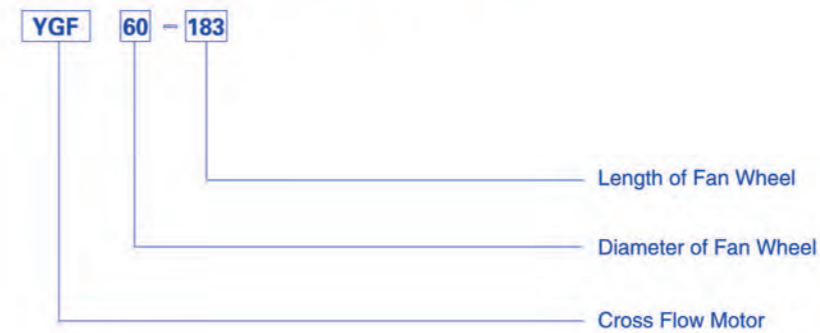 YGF 60 - 183
Length of Fan Wheel
Diameter of Fan Wheel
Cross Flow Motor